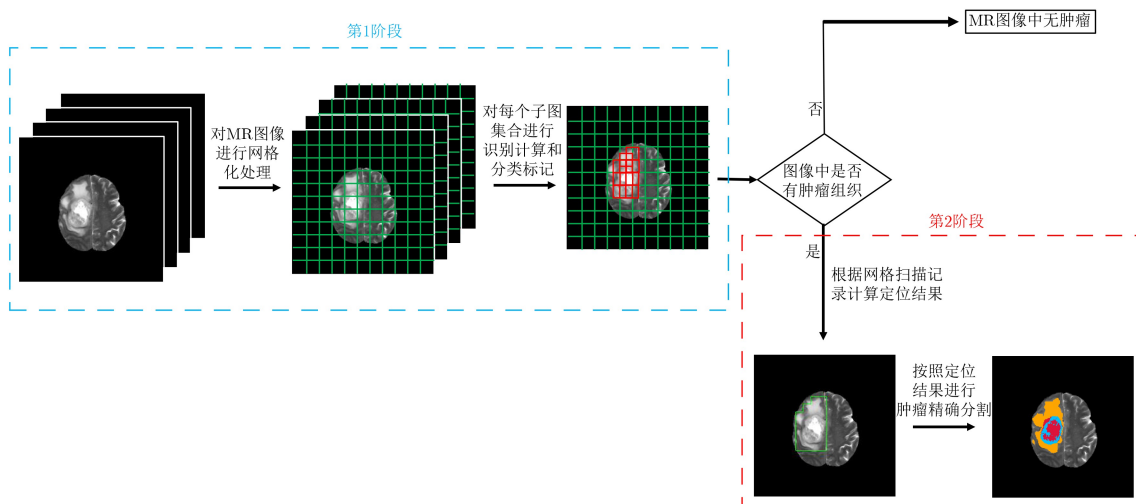 第1阶段
对MR图像
进行网格
化处理
对每个子图
集合进行
识别计算和
分类标记
MR图像中无肿瘤
否
图像中是否
有肿瘤组织
是
第2阶段
根据网格扫描记
录计算定位结果
按照定位
结果进行
肿瘤精确分割